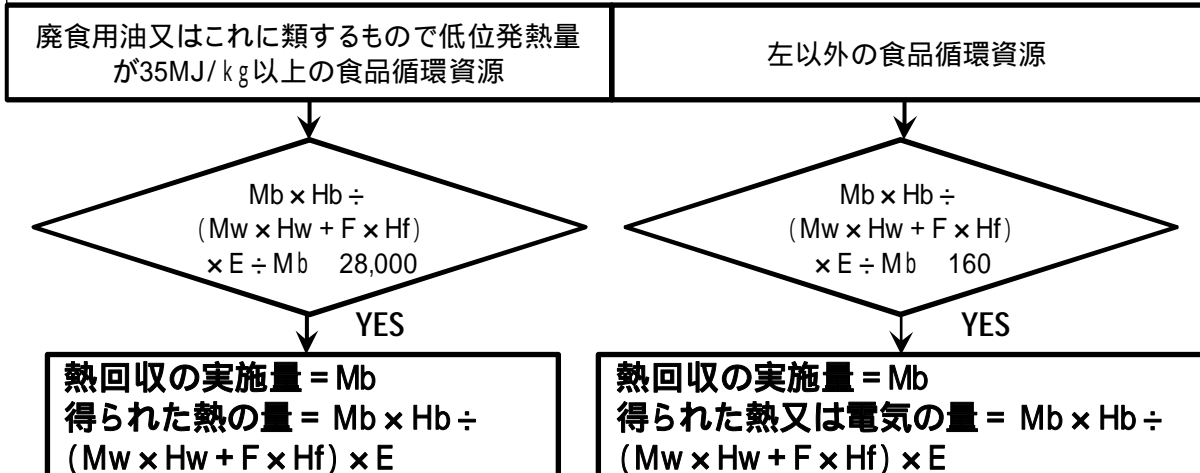 廃食用油又はこれに類するもので低位発熱量
が35MJ/ｋｇ以上の食品循環資源
左以外の食品循環資源
Mb × Hb ÷
(Mw × Hw + F × Hf)
× E ÷ Mb 28,000
Mb × Hb ÷
(Mw × Hw + F × Hf)
× E ÷ Mb 160
YES
YES
熱回収の実施量 = Mb
得られた熱の量 = Mb × Hb ÷
(Mw × Hw + F × Hf) × E
熱回収の実施量 = Mb
得られた熱又は電気の量 = Mb × Hb ÷
(Mw × Hw + F × Hf) × E